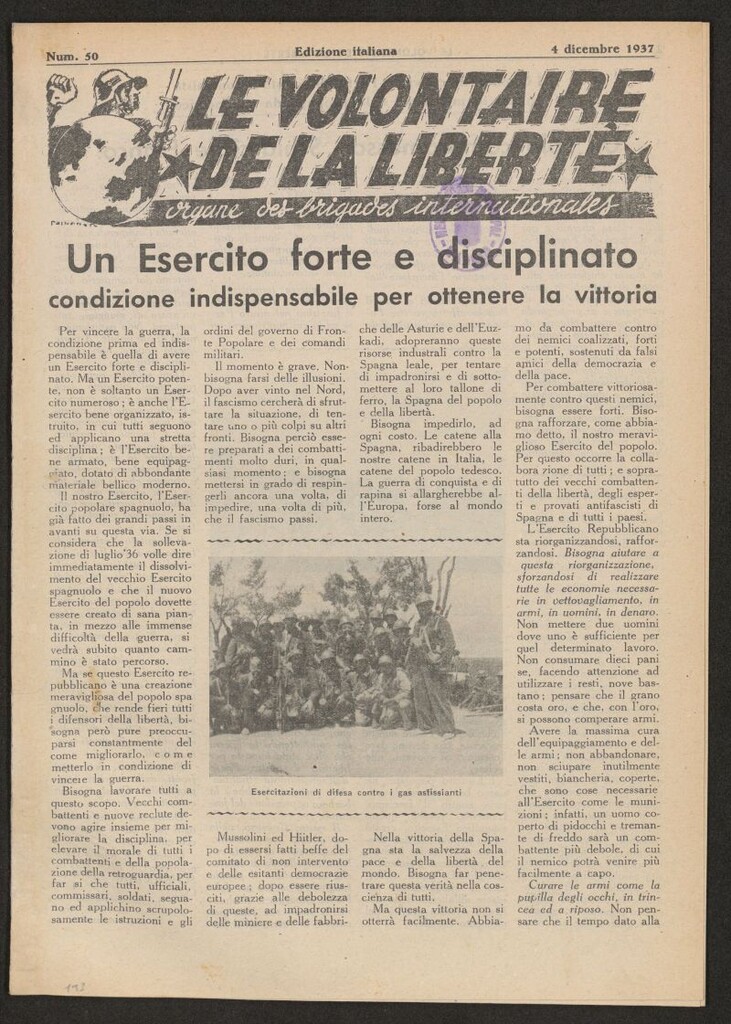 Num. 50
Edizione italiana
4 dicembre 1937
LE VOLONTAIRE
DE LA LIBERTÉ
organe des brigades internationales
Un Esercito forte e disciplinato
condizione indispensabile per ottenere la vittoria
Per vincere la guerra, la
condizione prima ed indis-
pensabile è quella di avere
un Esercito forte e discipli-
nato. Ma un Esercito poten-
te, non è soltanto un Eser-
cito numeroso ; è anche l'E-
sercito bene organizzato, is-
truito, in cui tutti seguono
ed applicano una stretta
disciplina ; è l'Esercito be-
ne armato, bene equipag-
giato, dotato di abbondante
materiale bellico moderno.
Il nostro Esercito, l'Eser-
cito popolare spagnuolo, ha
già fatto dei grandi passi in
avanti su questa via. Se si
considera che la solleva-
zione di luglio'36 volle dire
immediatamente il dissolvi-
mento del vecchio Esercito
spagnuolo e che il nuovo
Esercito del popolo dovette
essere creato di sana pian-
ta, in mezzo alle immense
difficoltà della guerra, si
vedrà subito quanto cam-
mino è stato percorso.
Ma se questo Esercito re-
pubblicano è una creazione
meravigliosa del popolo spa
gnuolo, che rende fieri tutti
i difensori della libertà, bi-
sogna però pure preoccu-
parsi constantemente del
come migliorarlo, come
metterlo in condizione di
vincere la guerra.
Bisogna lavorare tutti a
questo scopo. Vecchi com-
battenti e nuove reclute de-
vono agire insieme per mi-
gliorare la disciplina, per
elevare il morale di tutti i
combattenti e della popola-
zione della retroguardia, per
far si che tutti, ufficiali,
commissari, soldati, segua-
no ed applichino scrupolo-
samente le istruzioni e gli
ordini del governo di Fron-
te Popolare e dei comandi
militari.
Il momento è grave. Non
bisogna farsi delle illusioni.
Dopo aver vinto nel Nord,
il fascismo cercherà di sfrut-
tare la situazione, di ten-
tare uno o più colpi su altri
fronti. Bisogna perciò es-
sere preparati a dei combatti-
menti molto duri, in qual-
siasi momento ; e bisogna
mettersi in grado di respin-
gerli ancora una volta, di
impedire, una volta di più,
che il fascismo passi.
che delle Asturie e dell'Euz-
kadi, adopreranno queste
risorse industrali contro la
Spagna leale, per tentare
di impadronirsi e di sotto-
mettere al loro tallone di
ferro, la Spagna del popolo
e della libertà.
Bisogna impedirlo, ad
ogni costo. Le catene alla
Spagna, ribadirebbero le
nostre catene in Italia, le
catene del popolo tedesco.
La guerra di conquista e di
rapina si allargherebbe al-
l'Europa, forse al mondo
intero.
Esercitazioni di difesa contro i gas asfissianti
Mussolini ed Hiitler, do-
po di essersi fatti beffe del
comitato di non intervento
e delle esitanti democrazie
europee ; dopo essere rius-
citi, grazie alle debolezza
di queste, ad impadronirsi
delle miniere e delle fabbri-
Nella vittoria della Spa-
gna sta la salvezza della
pace e della libertà del
mondo. Bisogna far pene-
trare questa verità nella cos-
cienza di tutti.
Ma questa vittoria non si
otterrà facilmente. Abbia-
mo da combattere contro
dei nemici coalizzati, forti
e potenti, sostenuti da falsi
amici della democrazia e
della pace.
Per combattere vittoriosa-
mente contro questi nemici,
bisogna essere forti. Biso-
gna rafforzare, come abbia-
mo detto, il nostro meravi-
glioso Esercito del popolo.
Per questo occorre la collabo
razione di tutti ; e sopra-
tutto dei vecchi combatten-
ti della libertà, degli esper-
ti e provati antifascisti di
Spagna e di tutti i paesi.
L'Esercito Repubblicano
sta riorganizzandosi, raffor-
zandosi. Bisogna aiutare a
questa riorganizzazione,
sforzandosi di realizzare
tutte le economie necessa-
rie in vettovagliamento, in
armi, in uomini, in denaro.
Non mettere due uomini
dove uno è sufficiente per
quel determinato lavoro.
Non consumare dieci pani
se, facendo attenzione ad
utilizzare i resti, nove bas-
tano ; pensare che il grano
costa oro, e che, con l'oro,
si possono comperare armi.
Avere la massima cura
dell'equipaggiamento e del-
le armi ; non abbandonare,
non sciupare inutilmente
vestiti, biancheria, coperte,
che sono cose necessarie
all'Esercito come le muni-
zioni ; infatti, un uomo co-
perto di pidocchi e treman-
te di freddo sarà un com-
battente più debole, di cui
il nemico potrà venire più
facilmente a capo.
Curare le armi come la
pupilla degli occhi, in trin-
cea ed a riposo. Non pen-
sare che il tempo dato alla